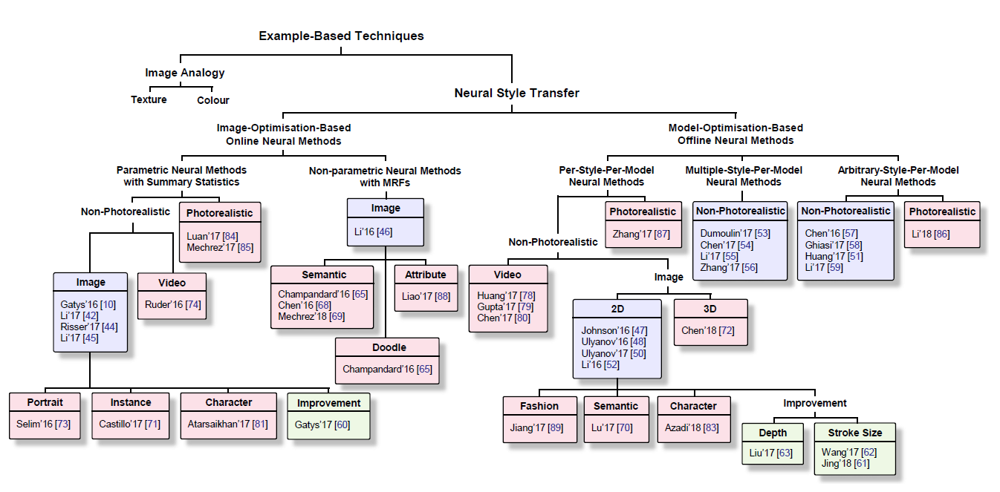 Example-Based Techniques
Image Analogy
Texture
Colour
Neural Style Transfer
Image-Optimisation-Based
Online Neural Methods
Model-Optimisation-Based
Offline Neural Methods
Parametric Neural Methods
with Summary Statistics
Non-parametric Neural Methods
with MRFs
Per-Style-Per-Model
Neural Methods
Multiple-Style-Per-Model
Neural Methods
Arbitrary-Style-Per-Model
Neural Methods
Non-Photorealistic
Photorealistic
Luan’17 [84]
Mechrez’17 [85]
Image
Gatys’16 [10]
Li’17 [42]
Risser’17 [44]
Li’17 [45]
Video
Ruder’16 [74]
Portrait
Selim’16 [73]
Instance
Castillo’17 [71]
Character
Atarsaikhan’17 [81]
Improvement
Gatys’17 [60]
Image
Li’16 [46]
Semantic
Champandard’16 [65]
Chen’16 [68]
Mechrez’18 [69]
Attribute
Liao’17 [88]
Doodle
Champandard’16 [65]
Non-Photorealistic
Photorealistic
Zhang’17 [87]
Video
Huang’17 [78]
Gupta’17 [79]
Chen’17 [80]
Image
2D
Johnson’16 [47]
Ulyanov’16 [48]
Ulyanov’17 [50]
Li’16 [52]
3D
Chen’18 [72]
Fashion
Jiang’17 [89]
Semantic
Lu’17 [70]
Character
Azadi’18 [83]
Improvement
Depth
Liu’17 [63]
Stroke Size
Wang’17 [62]
Jing’18 [61]
Non-Photorealistic
Dumoulin’17 [53]
Chen’17 [54]
Li’17 [55]
Zhang’17 [56]
Non-Photorealistic
Chen’16 [57]
Ghiasi’17 [58]
Huang’17 [51]
Li’17 [59]
Photorealistic
Li’18 [86]